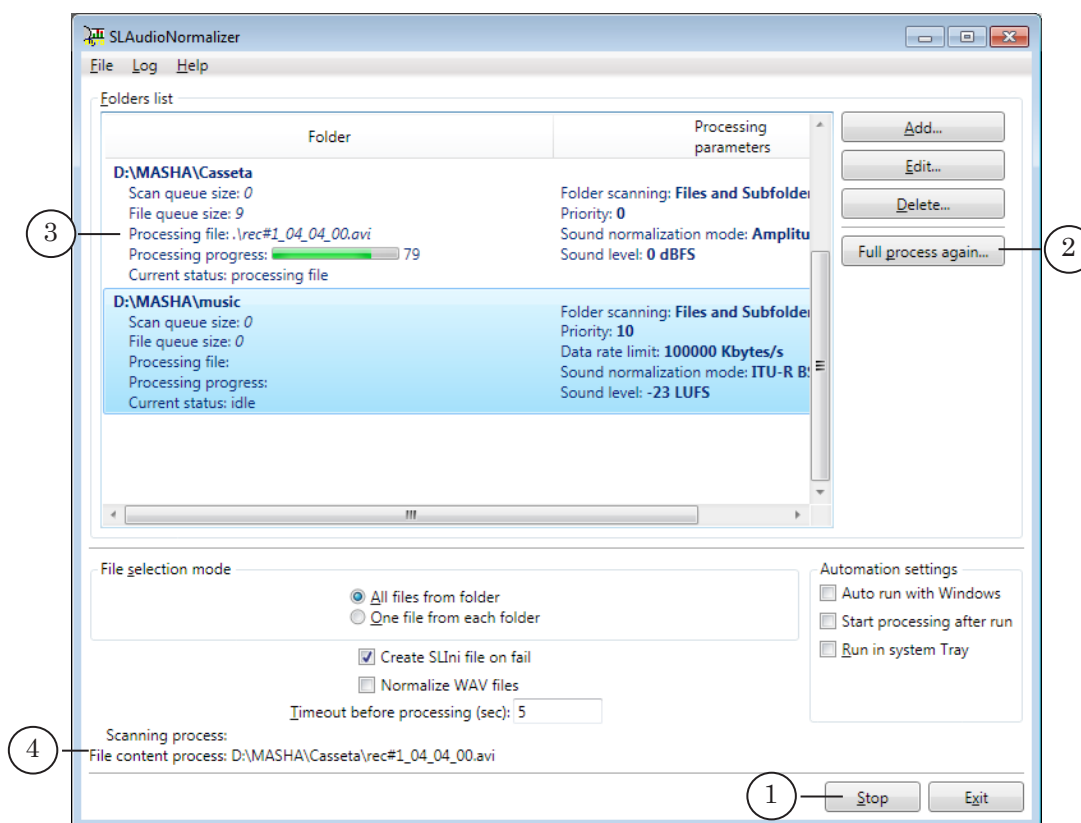 SLAudioNormalizer
File Log Help
Folders list
Folder
Processing
parameters
D:\MASHA\Casseta
Scan queue size: 0
File queue size: 9
Processing file: .\rec#1_04_04_00.avi
Processing progress: 79
Current status: processing file
Folder scanning: Files and Subfolder
Priority: 0
Sound normalization mode: Amplitu
Sound level: 0 dBFS
D:\MASHA\music
Scan queue size: 0
File queue size: 0
Processing file:
Processing progress:
Current status: idle
Folder scanning: Files and Subfolder
Priority: 10
Data rate limit: 100000 Kbytes/s
Sound normalization mode: ITU-R BS
Sound level: -23 LUFS
Add...
Edit...
Delete...
Full process again...
2
3
File selection mode
All files from folder
One file from each folder
Create SLIni file on fail
Normalize WAV files
Timeout before processing (sec): 5
Automation settings
Auto run with Windows
Start processing after run
Run in system Tray
Scanning process:
4
File content process: D:\MASHA\Casseta\rec#1_04_04_00.avi
1
Stop
Exit